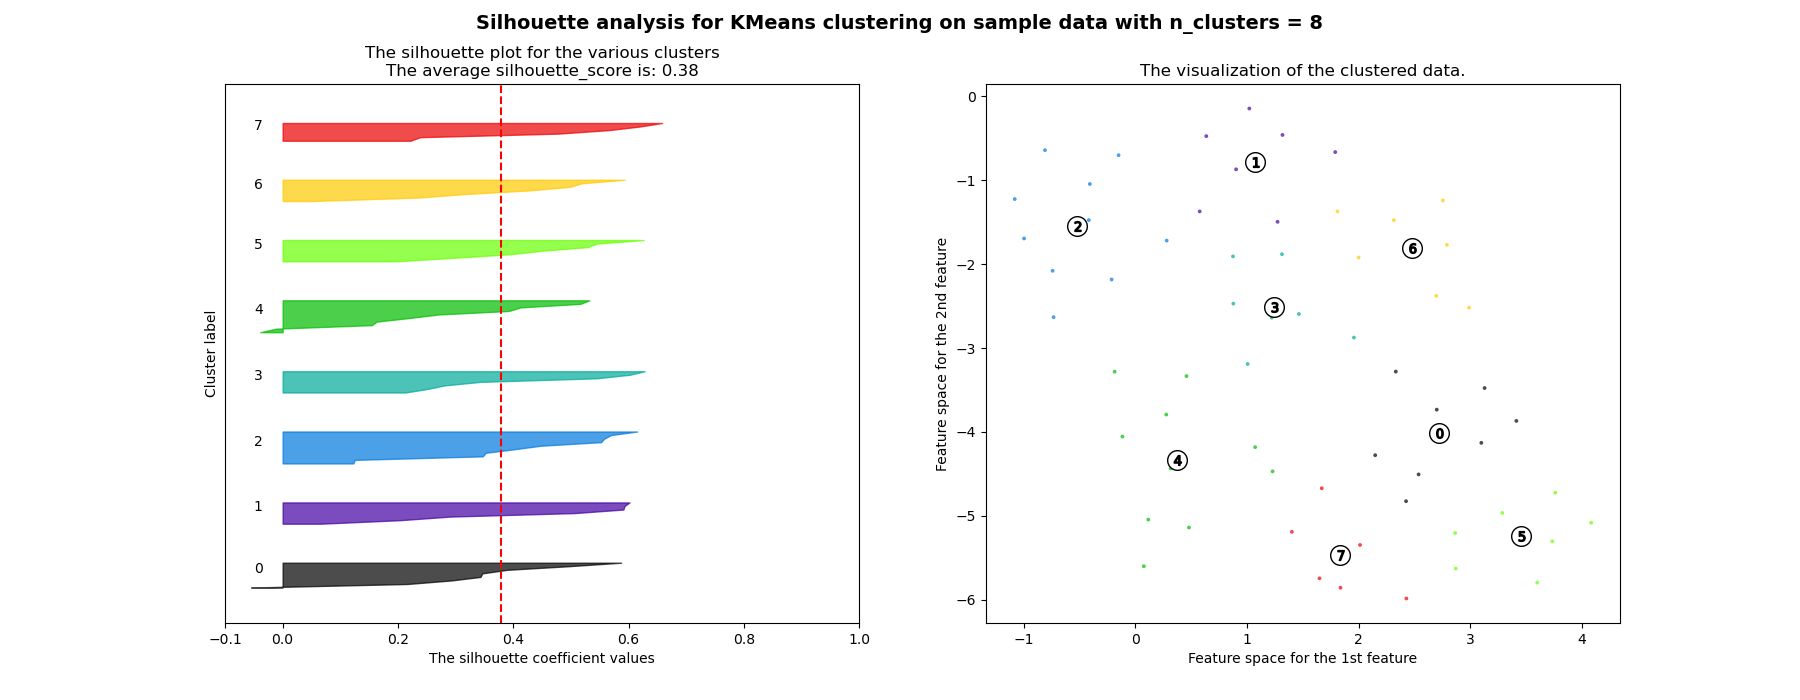 Silhouette analysis for KMeans clustering on sample data with n_clusters = 8
The silhouette plot for the various clusters
The average silhouette_score is: 0.38
7
6
5
4
3
2
1
0
Cluster label
−0.1 0.0 0.2 0.4 0.6 0.8 1.0
The silhouette coefficient values
The visualization of the clustered data.
0
−1
−2
−3
−4
−5
−6
Feature space for the 2nd feature
1
2
6
3
0
4
5
7
−1 0 1 2 3 4
Feature space for the 1st feature